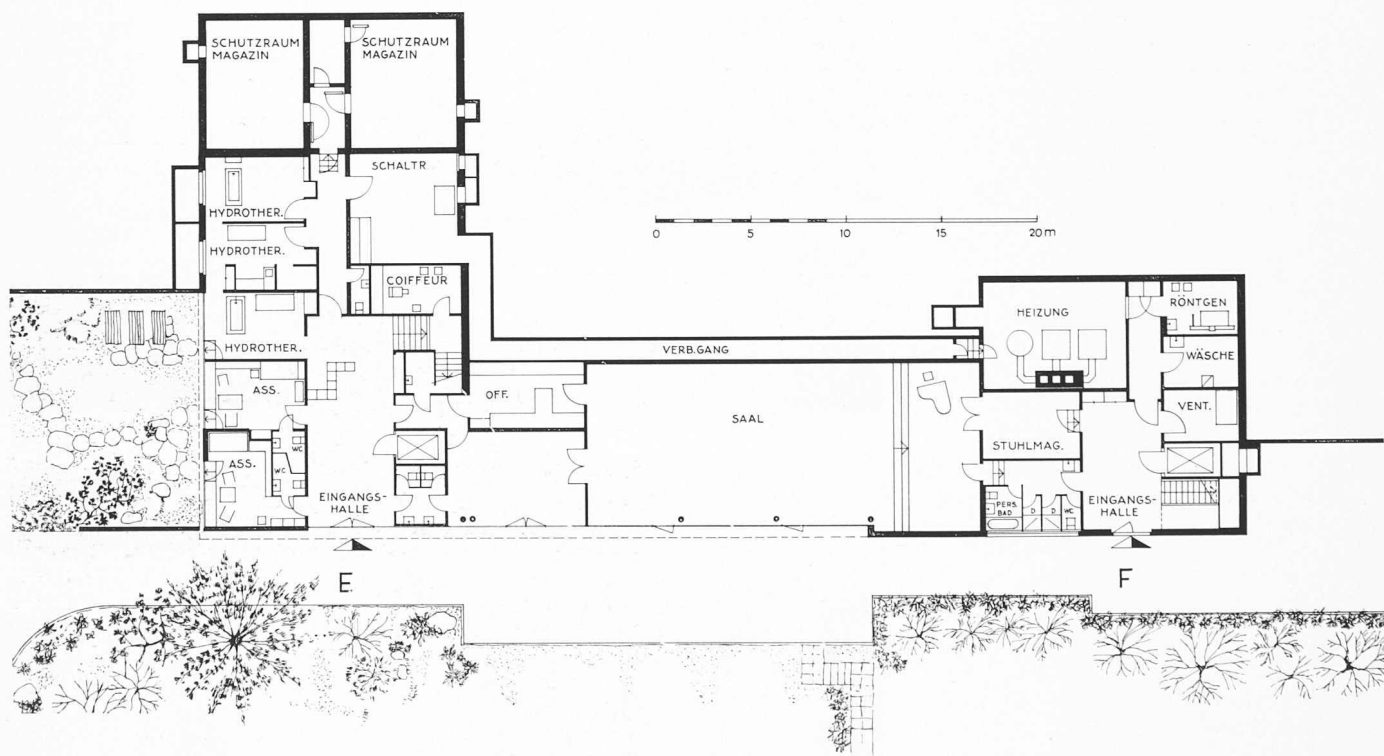 SCHUTZRAUM
MAGAZIN
SCHUTZRAUM
MAGAZIN
SCHALTR
HYDROTHER.
HYDROTHER.
HYDROTHER.
COIFFEUR
0 5 10 15 20 m
HEIZUNG
RÖNTGEN
WÄSCHE
VENT.
VERB.GANG
ASS.
OFF.
SAAL
STUHLMAG.
WC
WC
ASS.
EINGANGS-
HALLE
PERS.
BAD
D
D
WC
EINGANGS-
HALLE
E.
F